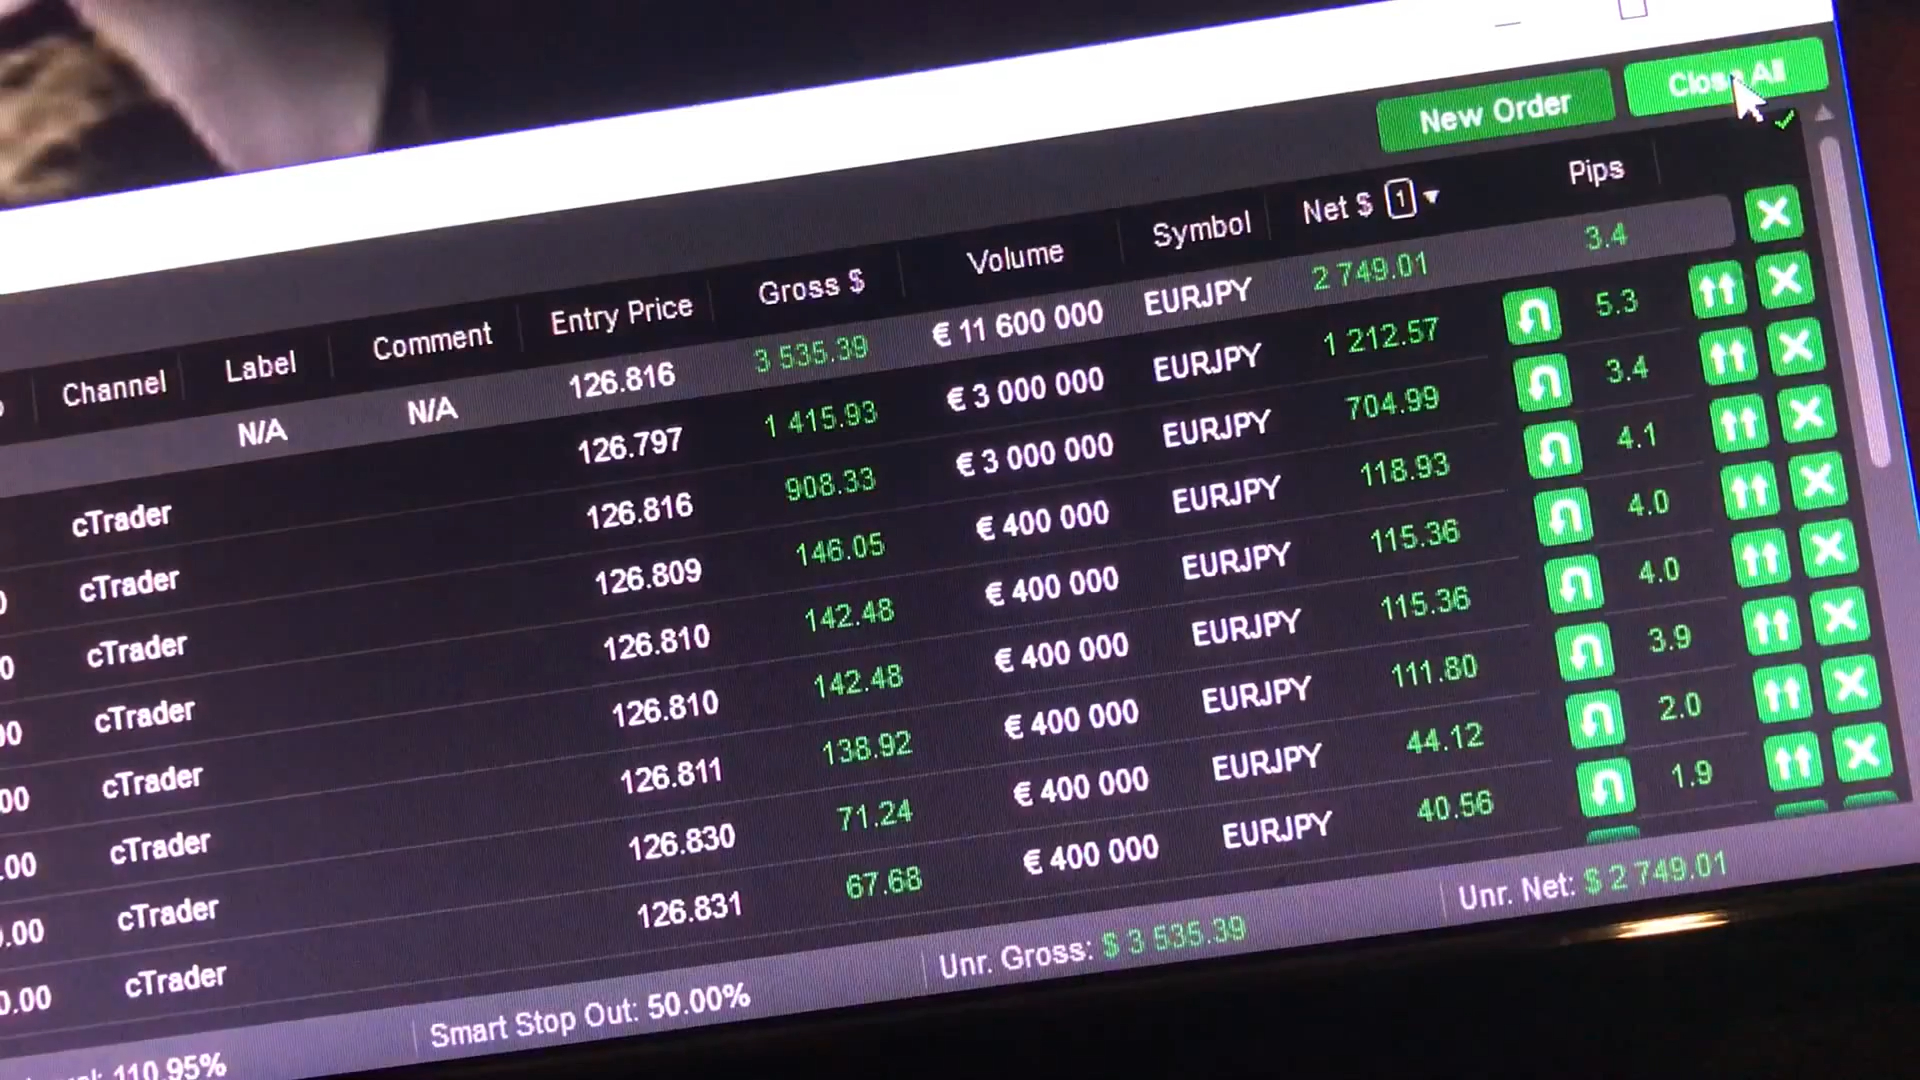 New Order Close All
Channel Label Comment Entry Price Gross $ Volume Symbol Net $ 1 Pips
N/A N/A 126.816 3 535.39 € 11 600 000 EURJPY 2 749.01 3.4
cTrader 126.797 1 415.93 € 3 000 000 EURJPY 1 212.57 5.3
cTrader 126.816 908.33 € 3 000 000 EURJPY 704.99 3.4
cTrader 126.809 146.05 € 400 000 EURJPY 118.93 4.1
cTrader 126.810 142.48 € 400 000 EURJPY 115.36 4.0
cTrader 126.810 142.48 € 400 000 EURJPY 115.36 4.0
cTrader 126.811 138.92 € 400 000 EURJPY 111.80 3.9
cTrader 126.830 71.24 € 400 000 EURJPY 44.12 2.0
cTrader 126.831 67.68 € 400 000 EURJPY 40.56 1.9
110.95% Smart Stop Out: 50.00% Unr. Gross: $ 3 535.39 Unr. Net: $ 2 749.01